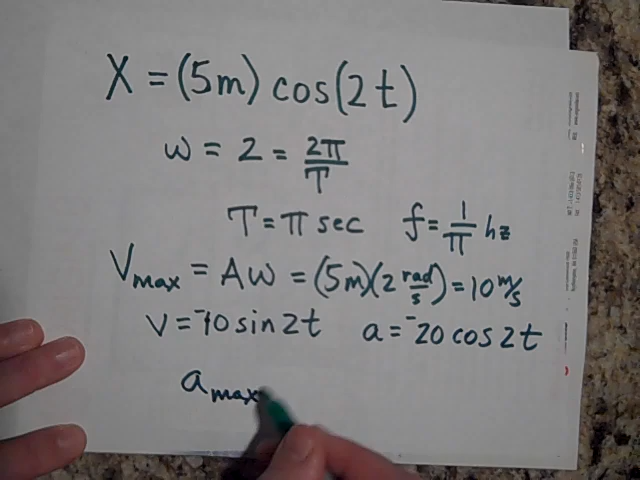 X = (5m) cos(2t)
ω = 2 = 2π/T
T = π sec f = 1/π hz
Vmax = Aω = (5m)(2 rad/s) = 10 m/s
v = -10 sin 2t a = -20 cos 2t
amax